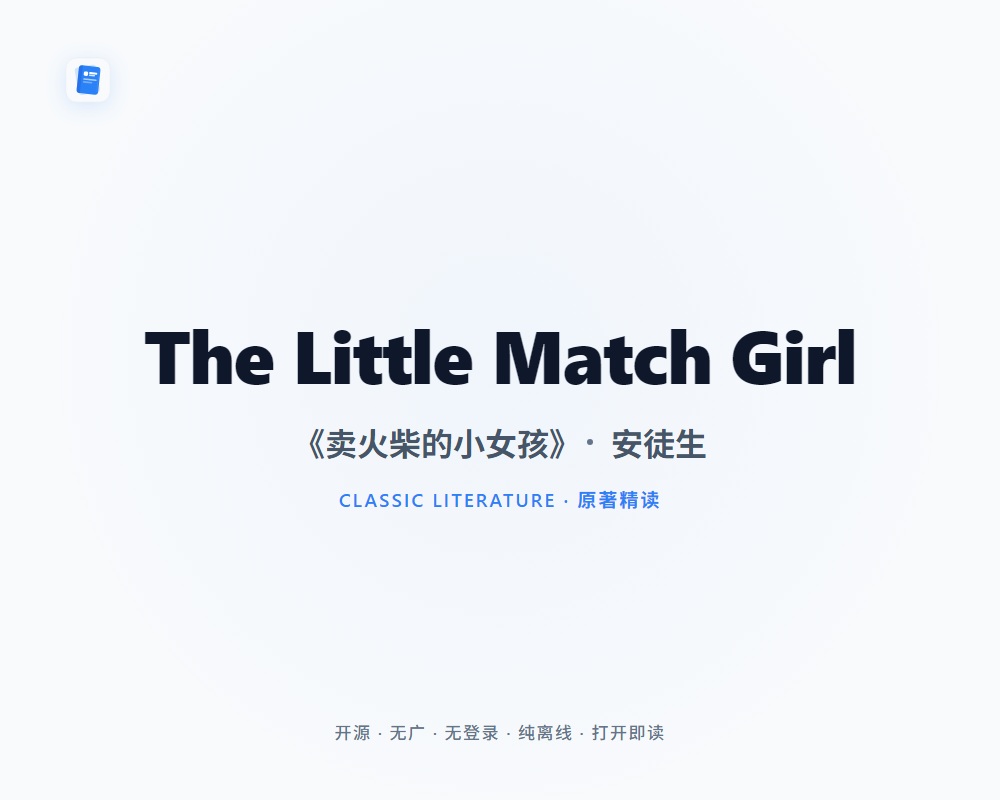 The Little Match Girl
《卖火柴的小女孩》 · 安徒生
CLASSIC LITERATURE · 原著精读
开源 · 无广 · 无登录 · 纯离线 · 打开即读